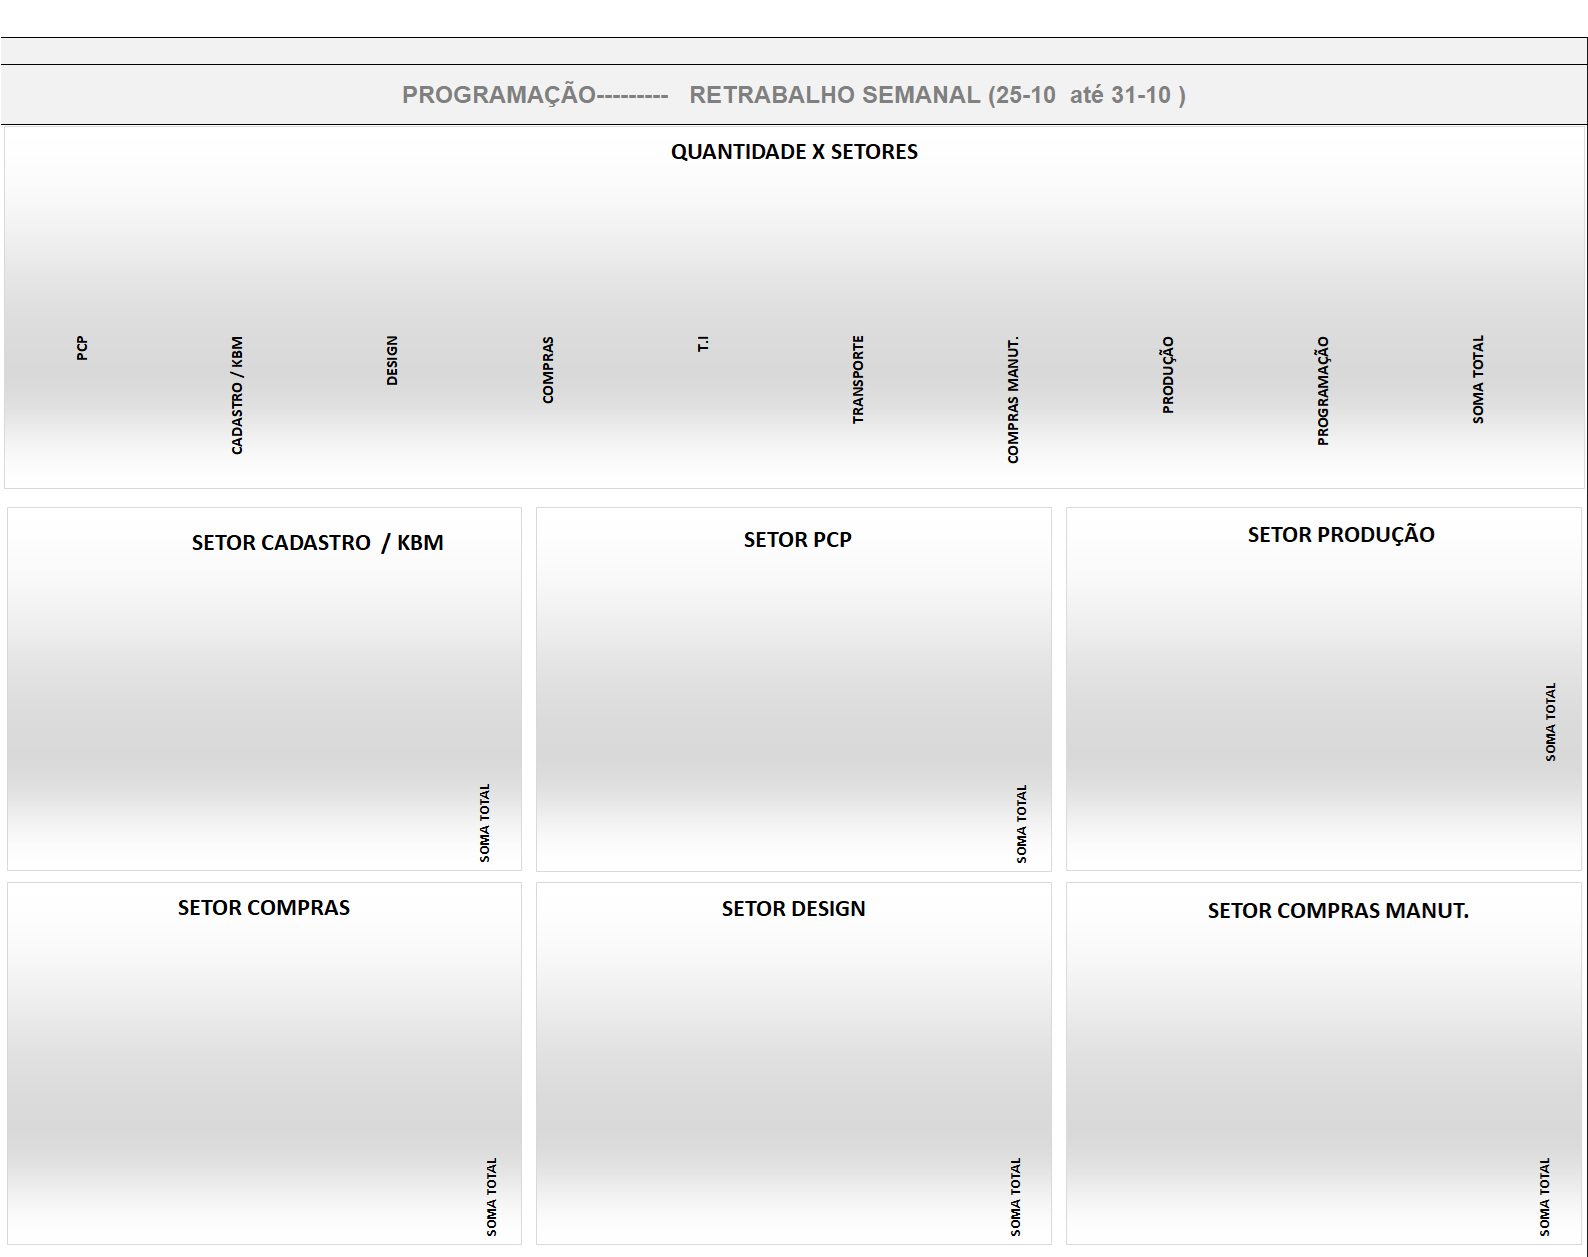 PROGRAMAÇÃO--------- RETRABALHO SEMANAL (25-10 até 31-10 )
QUANTIDADE X SETORES
PCP
CADASTRO / KBM
DESIGN
COMPRAS
T.I
TRANSPORTE
COMPRAS MANUT.
PRODUÇÃO
PROGRAMAÇÃO
SOMA TOTAL
SETOR CADASTRO / KBM
SOMA TOTAL
SETOR PCP
SOMA TOTAL
SETOR PRODUÇÃO
SOMA TOTAL
SETOR COMPRAS
SOMA TOTAL
SETOR DESIGN
SOMA TOTAL
SETOR COMPRAS MANUT.
SOMA TOTAL